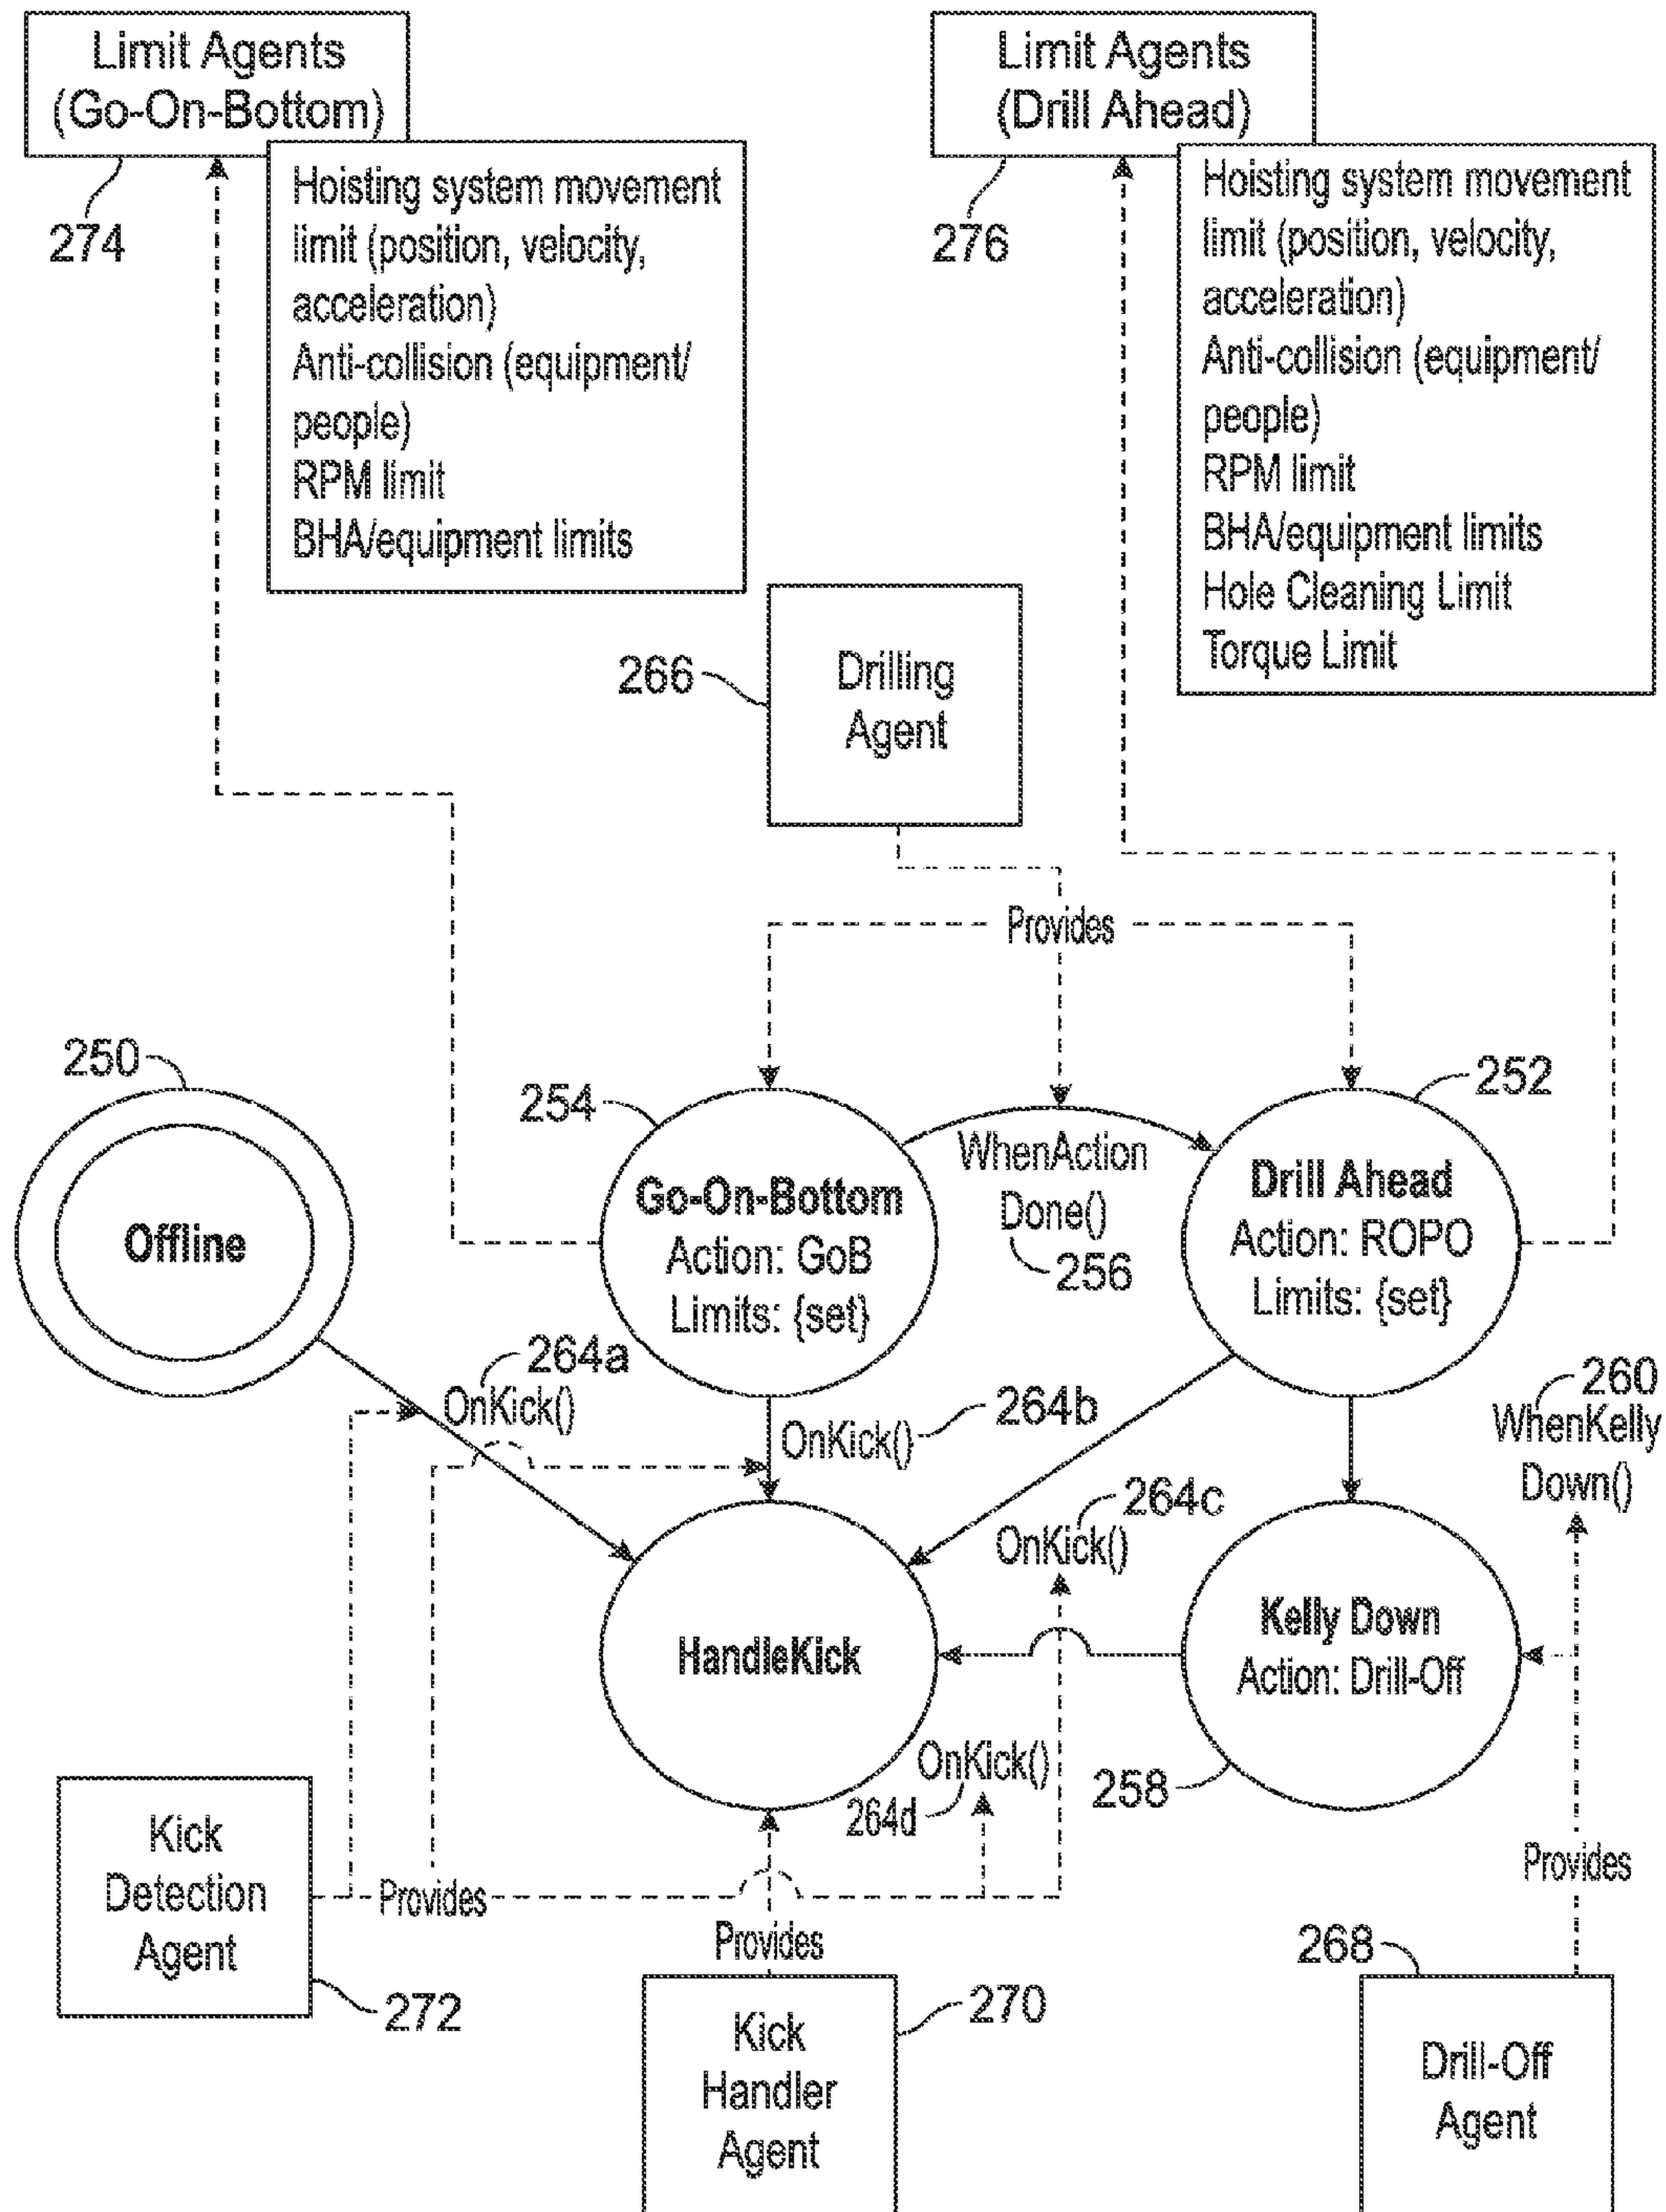 Limit Agents
(Go-On-Bottom)
274
Hoisting system movement
limit (position, velocity,
acceleration)
Anti-collision (equipment/
people)
RPM limit
BHA/equipment limits
Limit Agents
(Drill Ahead)
276
Hoisting system movement
limit (position, velocity,
acceleration)
Anti-collision (equipment/
people)
RPM limit
BHA/equipment limits
Hole Cleaning Limit
Torque Limit
266
Drilling
Agent
Provides
250
Offline
254
Go-On-Bottom
Action: GoB
Limits: {set}
WhenAction
Done()
256
252
Drill Ahead
Action: ROPO
Limits: {set}
264a
OnKick()
OnKick()
264b
260
WhenKelly
Down()
264c
OnKick()
HandleKick
Kelly Down
Action: Drill-Off
258
OnKick()
264d
Kick
Detection
Agent
272
Provides
Provides
Kick
Handler
Agent
270
Provides
268
Drill-Off
Agent